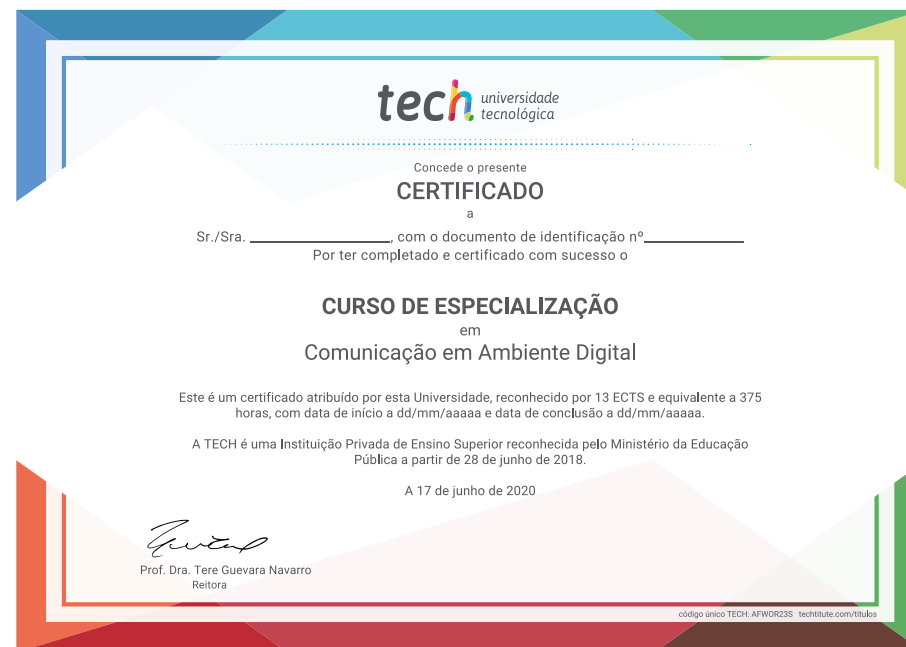 tech universidade
tecnológica
Concede o presente
CERTIFICADO
a
Sr./Sra. ____________________, com o documento de identificação nº______________
Por ter completado e certificado com sucesso o
CURSO DE ESPECIALIZAÇÃO
em
Comunicação em Ambiente Digital
Este é um certificado atribuído por esta Universidade, reconhecido por 13 ECTS e equivalente a 375
horas, com data de início a dd/mm/aaaaa e data de conclusão a dd/mm/aaaaa.
A TECH é uma Instituição Privada de Ensino Superior reconhecida pelo Ministério da Educação
Pública a partir de 28 de junho de 2018.
A 17 de junho de 2020
Prof. Dra. Tere Guevara Navarro
Reitora
código único TECH: AFWOR23S techtitute.com/titulos